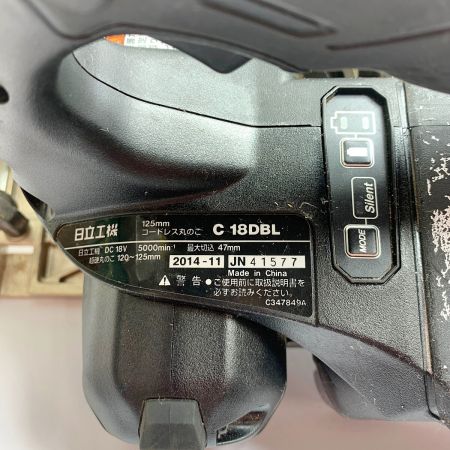 日立工機
125mm
コードレス丸のこ C 18DBL
日立工機 DC 18V 5000min⁻¹ 最大切込 47mm
超硬丸のこ 120～125mm 2014-11 JN 41577
Made in China
警告 ●ご使用前に取扱説明書を
必ずお読みください。
C347849A
Silent
MODE